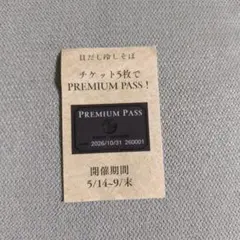 日だし冷しそば
チケット5枚で
PREMIUM PASS!
PREMIUM PASS
2026/10/31 260001
開催期間
5/14~9/末